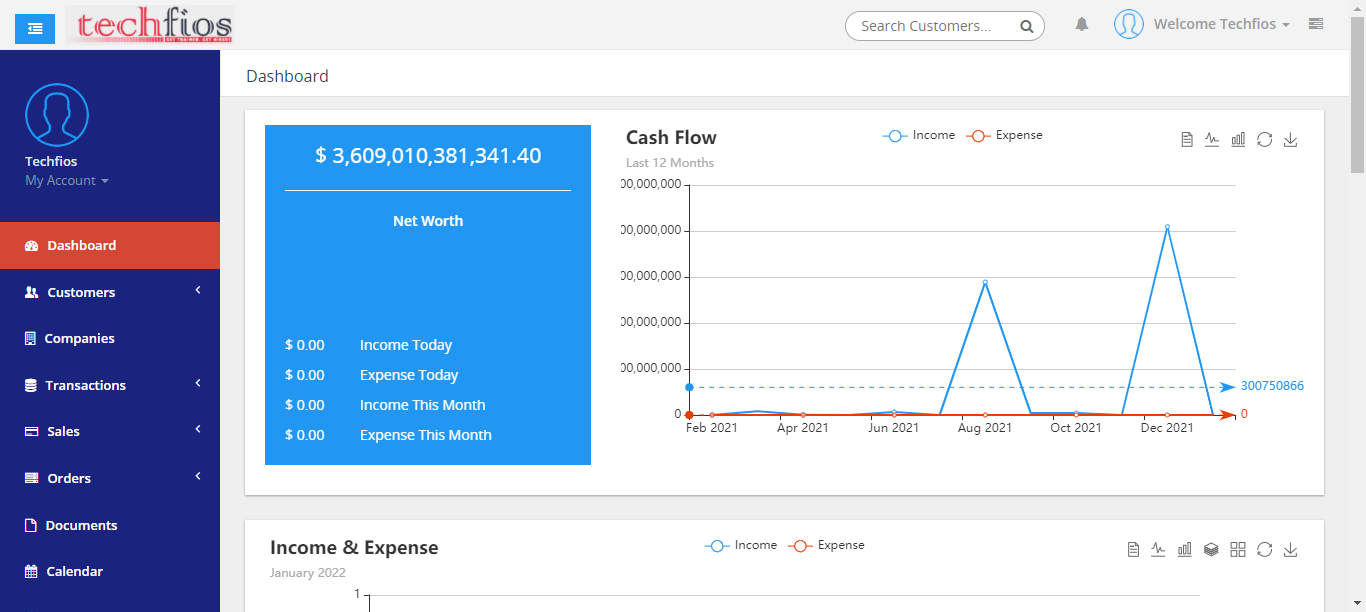 techfios
GET TRAINED. GET HIRED!
Search Customers...
Welcome Techfios
Techfios
My Account
Dashboard
Customers
Companies
Transactions
Sales
Orders
Documents
Calendar
Dashboard
$ 3,609,010,381,341.40
Net Worth
$ 0.00 Income Today
$ 0.00 Expense Today
$ 0.00 Income This Month
$ 0.00 Expense This Month
Cash Flow
Last 12 Months
Income Expense
00,000,000
00,000,000
00,000,000
00,000,000
00,000,000
300750866
0 0
Feb 2021 Apr 2021 Jun 2021 Aug 2021 Oct 2021 Dec 2021
Income & Expense
January 2022
Income Expense
1